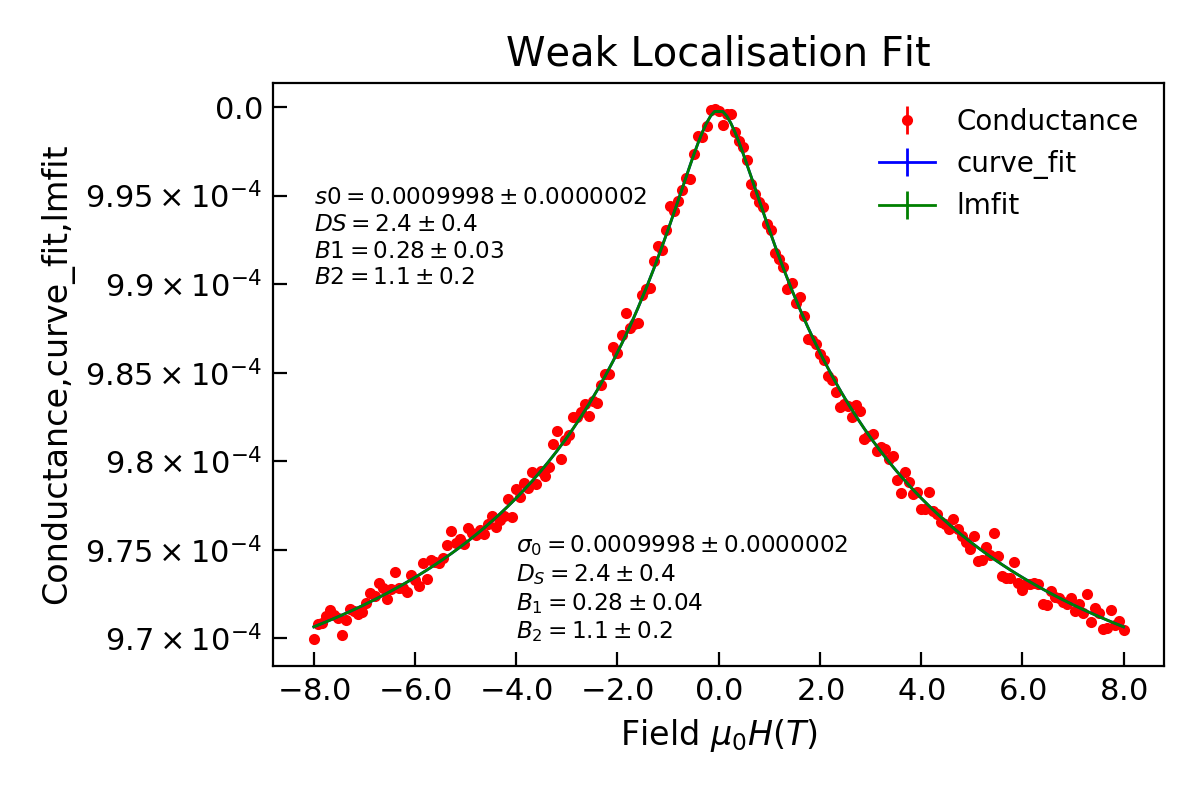 Weak Localisation Fit
Conductance,curve_fit,lmfit
0.0
9.95 × 10⁻⁴
9.9 × 10⁻⁴
9.85 × 10⁻⁴
9.8 × 10⁻⁴
9.75 × 10⁻⁴
9.7 × 10⁻⁴
s0 = 0.0009998 ± 0.0000002
DS = 2.4 ± 0.4
B1 = 0.28 ± 0.03
B2 = 1.1 ± 0.2
Conductance
curve_fit
lmfit
σ₀ = 0.0009998 ± 0.0000002
D_S = 2.4 ± 0.4
B₁ = 0.28 ± 0.04
B₂ = 1.1 ± 0.2
−8.0 −6.0 −4.0 −2.0 0.0 2.0 4.0 6.0 8.0
Field μ₀H(T)